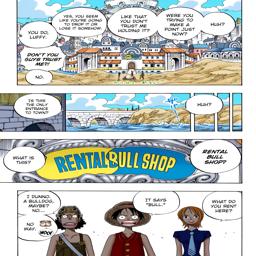 YES, YOU SEEM
LIKE YOU'RE GOING
TO DROP IT OR
LOSE IT SOMEHOW.
LIKE THAT
YOU DON'T
TRUST ME
HOLDING IT?
WERE YOU
TRYING TO
MAKE A
POINT JUST
NOW?
HUH?
YOU DO,
LUFFY.
DON'T YOU
GUYS TRUST
ME?!
NO.
IS THIS
THE ONLY
ENTRANCE
TO TOWN?
HUH?
WHAT IS
THIS?
RENTAL BULL SHOP
RENTAL
BULL
SHOP?
I DUNNO,
A BULLDOG,
MAYBE?
NO...
NO
WAY.
IT SAYS
"BULL."
WHAT DO
YOU RENT
HERE?